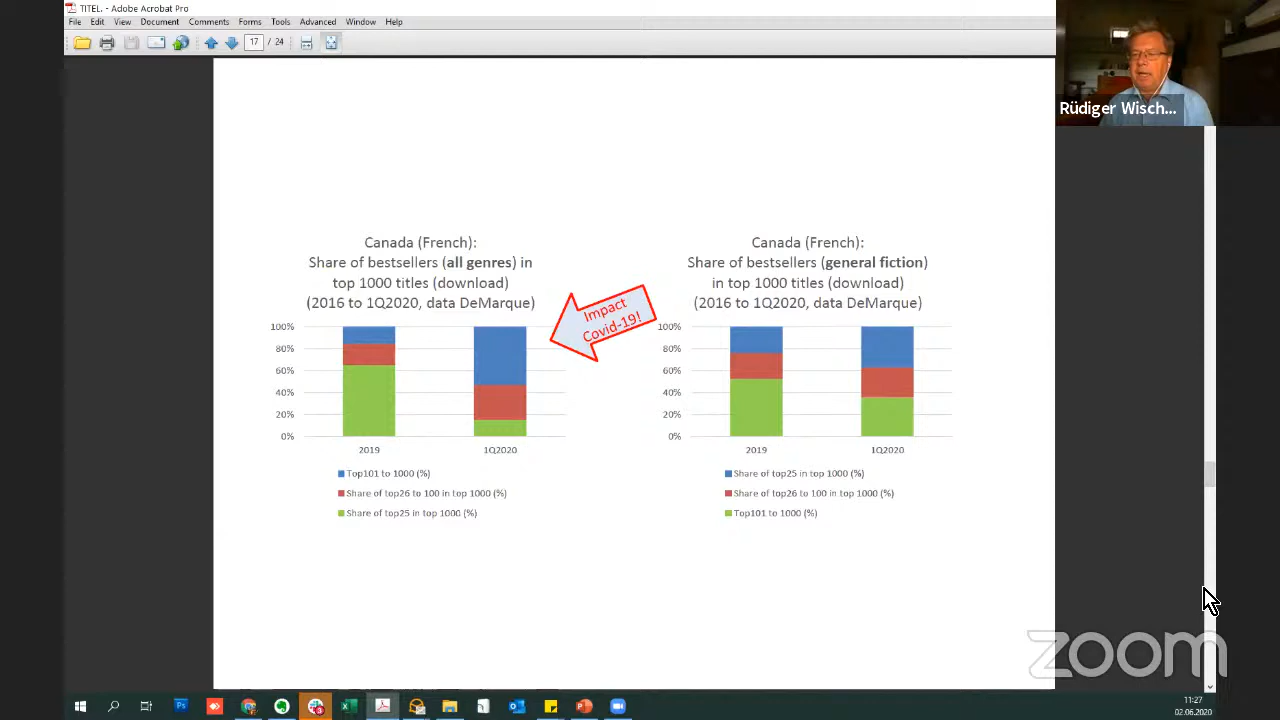 TITEL. - Adobe Acrobat Pro
File Edit View Document Comments Forms Tools Advanced Window Help
17 / 24
Rüdiger Wisch...
Canada (French):
Share of bestsellers (all genres) in
top 1000 titles (download)
(2016 to 1Q2020, data DeMarque)
100%
80%
60%
40%
20%
0%
2019 1Q2020
Top101 to 1000 (%)
Share of top26 to 100 in top 1000 (%)
Share of top25 in top 1000 (%)
Impact
Covid-19!
Canada (French):
Share of bestsellers (general fiction)
in top 1000 titles (download)
(2016 to 1Q2020, data DeMarque)
100%
80%
60%
40%
20%
0%
2019 1Q2020
Share of top25 in top 1000 (%)
Share of top26 to 100 in top 1000 (%)
Top101 to 1000 (%)
zoom
11:27
02.06.2020